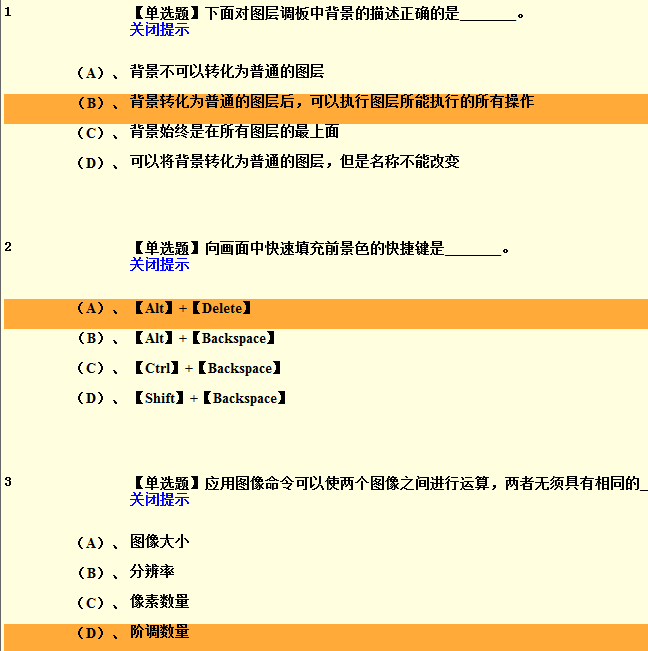 1 【单选题】下面对图层调板中背景的描述正确的是_______。
关闭提示
（A）、背景不可以转化为普通的图层
（B）、背景转化为普通的图层后，可以执行图层所能执行的所有操作
（C）、背景始终是在所有图层的最上面
（D）、可以将背景转化为普通的图层，但是名称不能改变
2 【单选题】向画面中快速填充前景色的快捷键是_______。
关闭提示
（A）、【Alt】+【Delete】
（B）、【Alt】+【Backspace】
（C）、【Ctrl】+【Backspace】
（D）、【Shift】+【Backspace】
3 【单选题】应用图像命令可以使两个图像之间进行运算，两者无须具有相同的_
关闭提示
（A）、图像大小
（B）、分辨率
（C）、像素数量
（D）、阶调数量